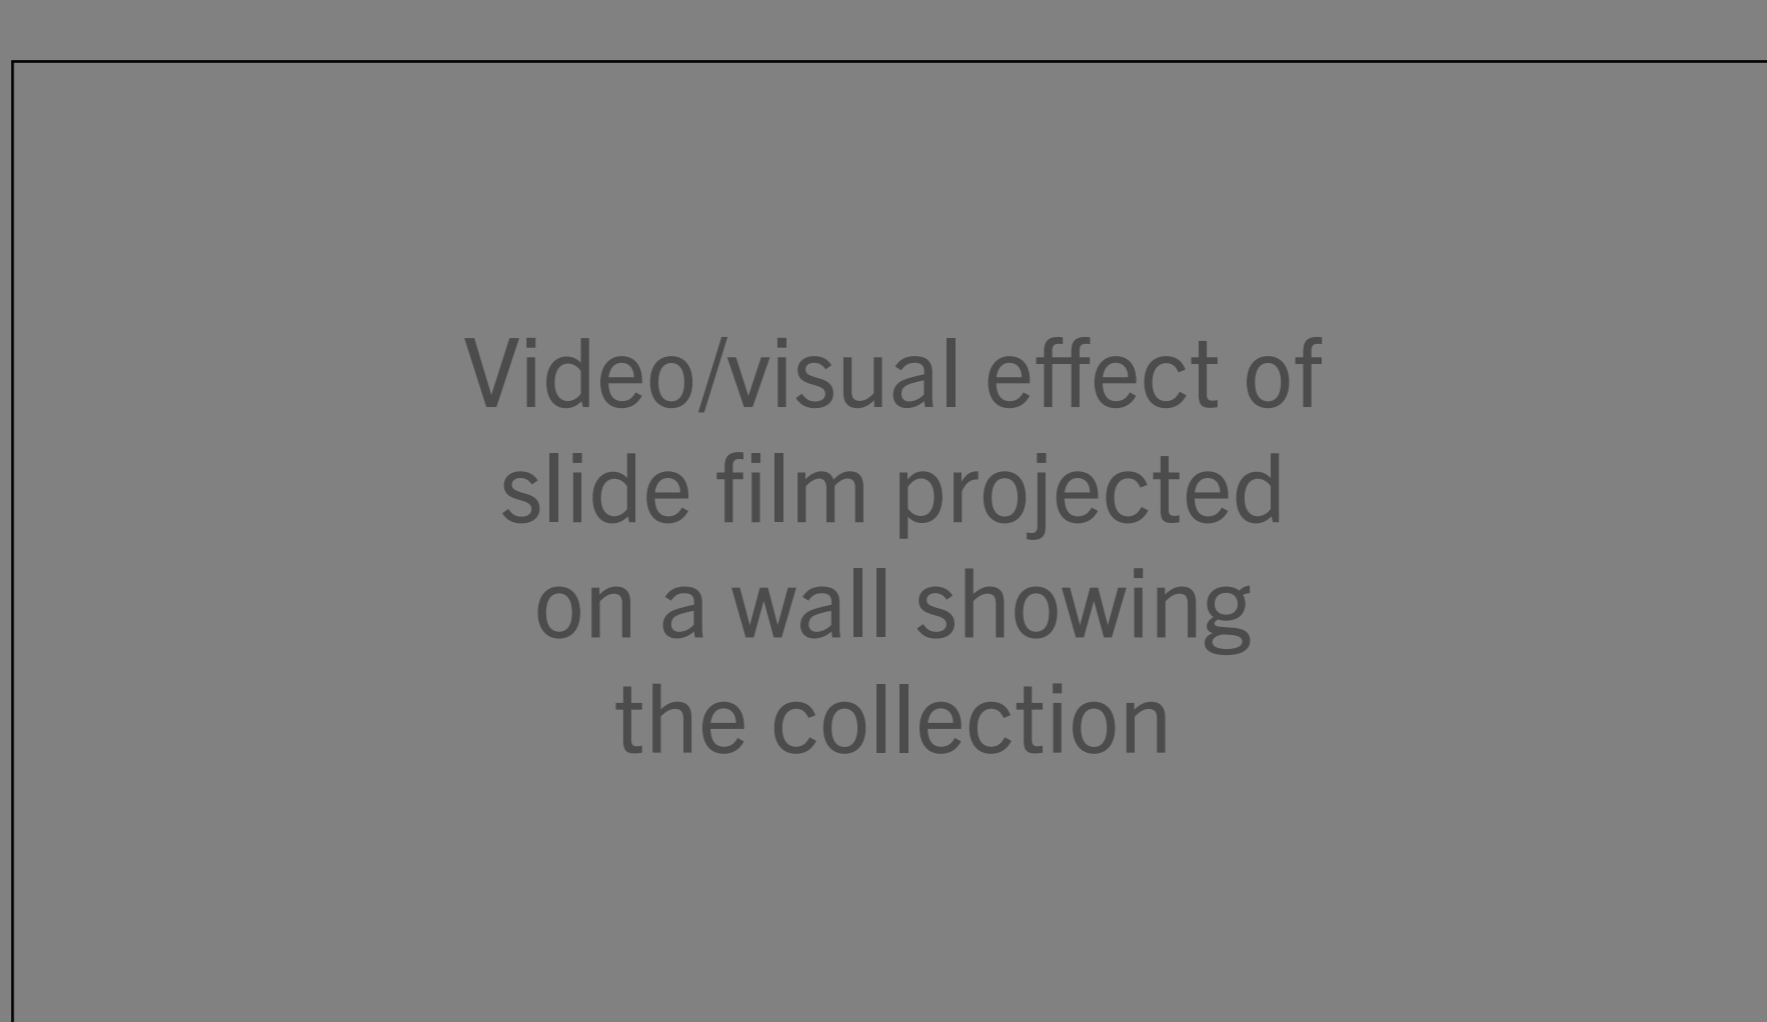 Video/visual effect of
slide film projected
on a wall showing
the collection